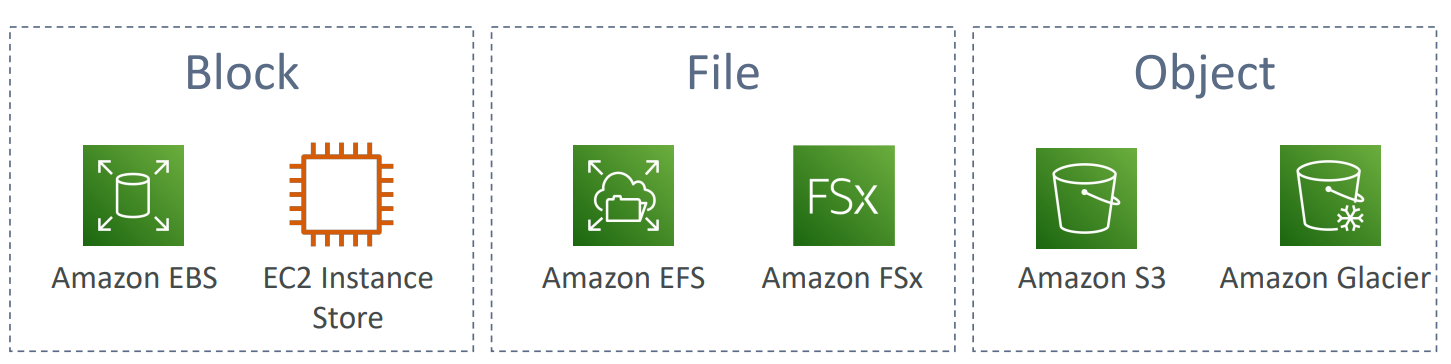 Block
Amazon EBS
EC2 Instance
Store
File
Amazon EFS
FSx
Amazon FSx
Object
Amazon S3
Amazon Glacier